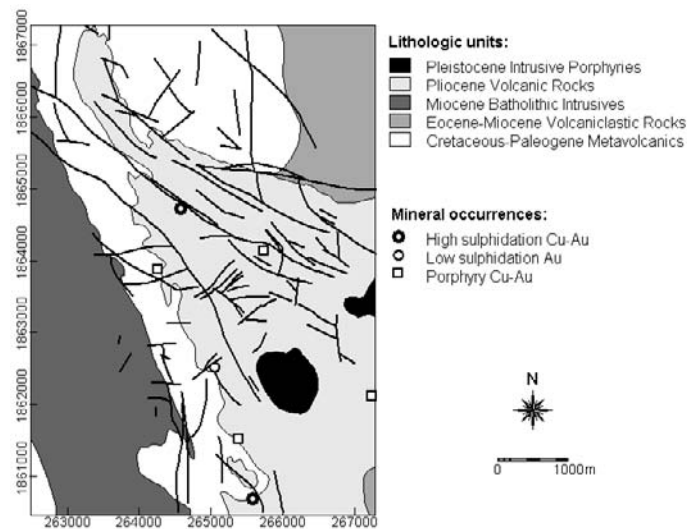 1867000
1866000
1865000
1864000
1863000
1862000
1861000
263000 264000 265000 266000 267000
Lithologic units:
Pleistocene Intrusive Porphyries
Pliocene Volcanic Rocks
Miocene Batholithic Intrusives
Eocene-Miocene Volcaniclastic Rocks
Cretaceous-Paleogene Metavolcanics
Mineral occurrences:
High sulphidation Cu-Au
Low sulphidation Au
Porphyry Cu-Au
N
0 1000m